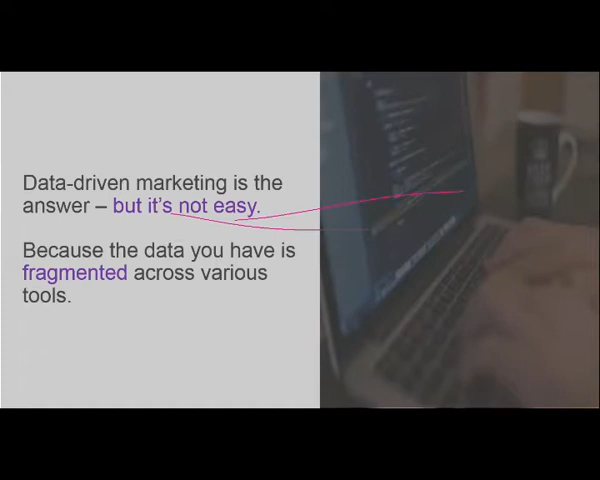 Data-driven marketing is the
answer – but it's not easy.
Because the data you have is
fragmented across various
tools.